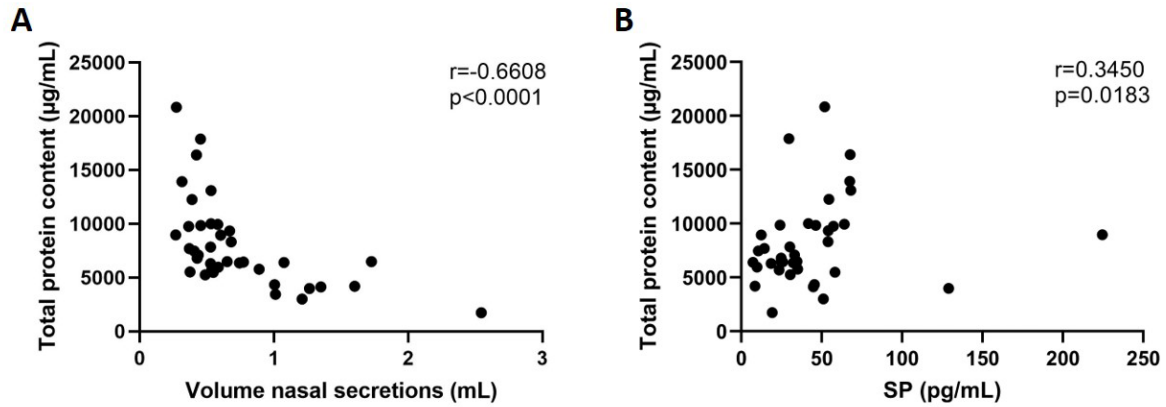 A
Total protein content (µg/mL)
25000
20000
15000
10000
5000
0
r=-0.6608
p<0.0001
0
1
2
3
Volume nasal secretions (mL)
B
Total protein content (µg/mL)
25000
20000
15000
10000
5000
0
r=0.3450
p=0.0183
0
50
100
150
200
250
SP (pg/mL)